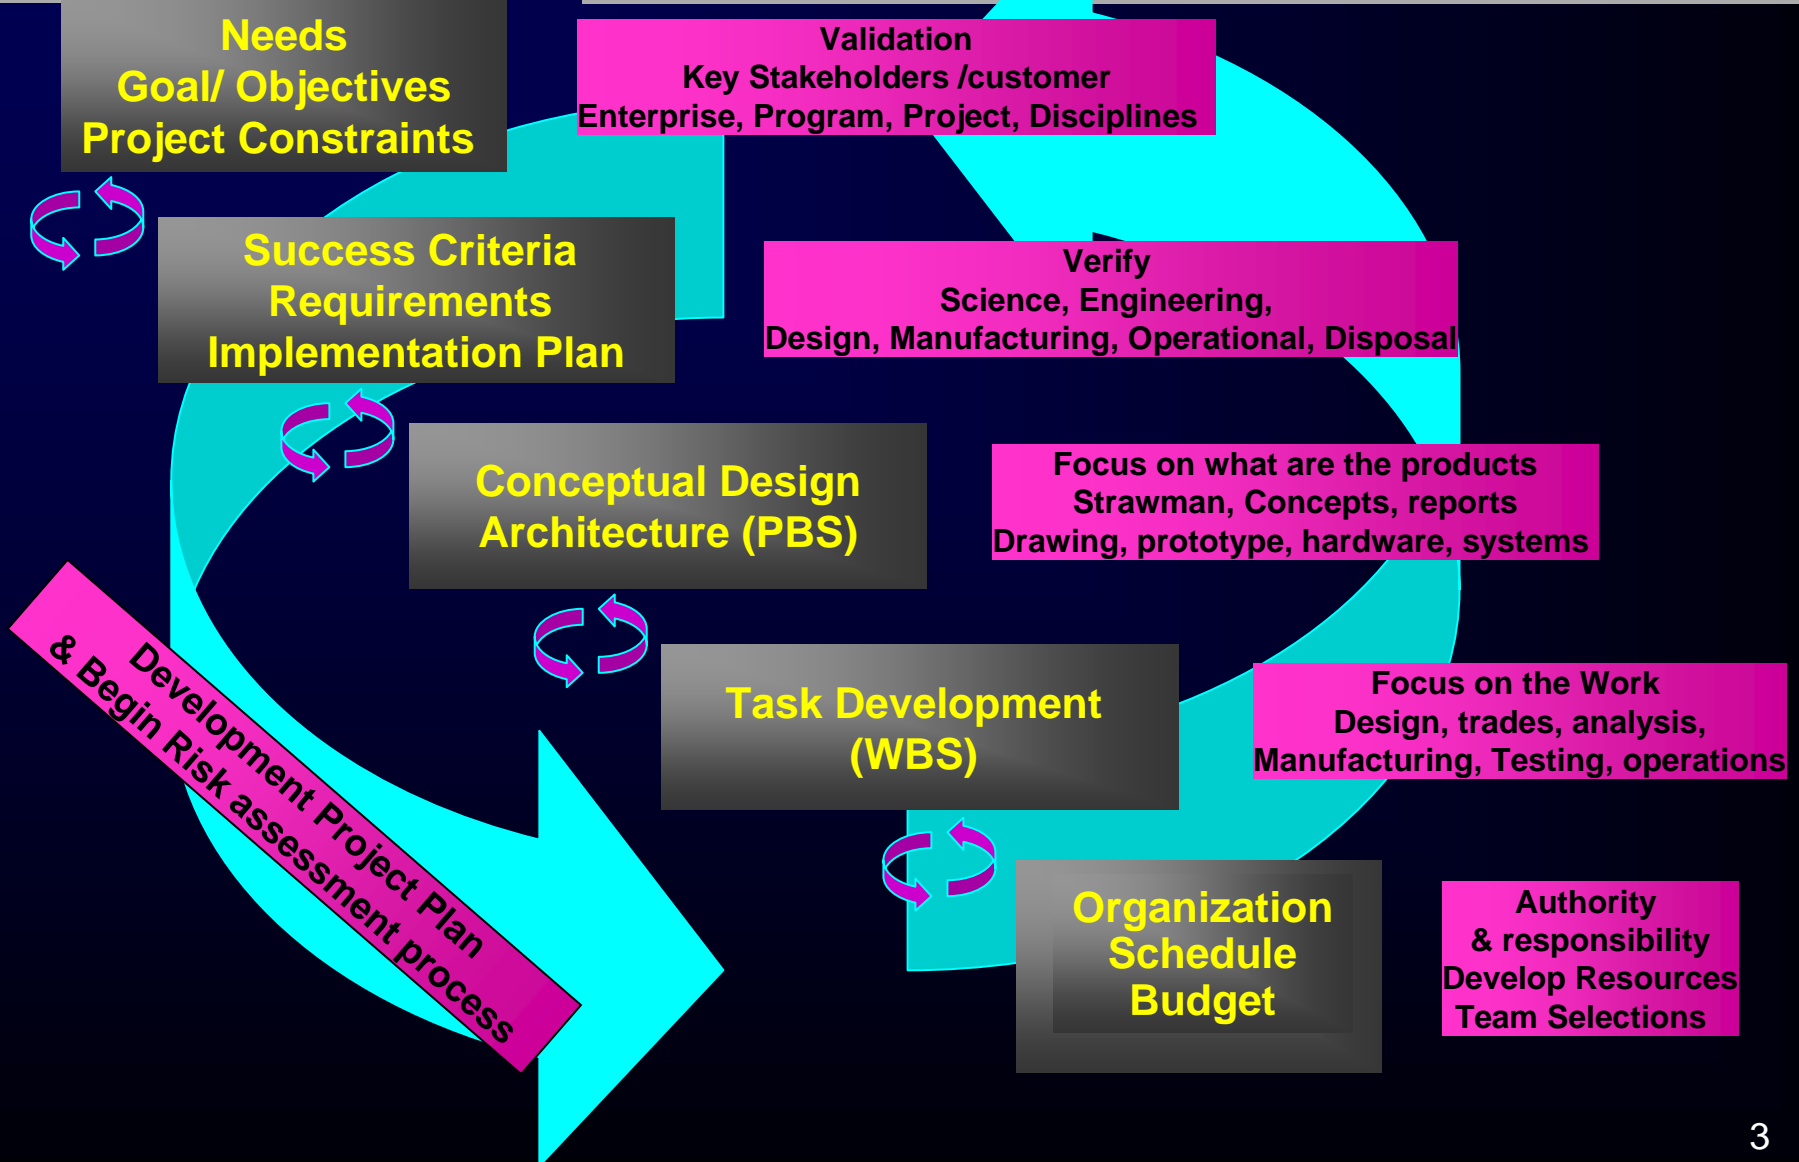 Needs
Goal/ Objectives
Project Constraints
Validation
Key Stakeholders /customer
Enterprise, Program, Project, Disciplines
Success Criteria
Requirements
Implementation Plan
Verify
Science, Engineering,
Design, Manufacturing, Operational, Disposal
Conceptual Design
Architecture (PBS)
Focus on what are the products
Strawman, Concepts, reports
Drawing, prototype, hardware, systems
Development Project Plan
& Begin Risk assessment process
Task Development
(WBS)
Focus on the Work
Design, trades, analysis,
Manufacturing, Testing, operations
Organization
Schedule
Budget
Authority
& responsibility
Develop Resources
Team Selections
3